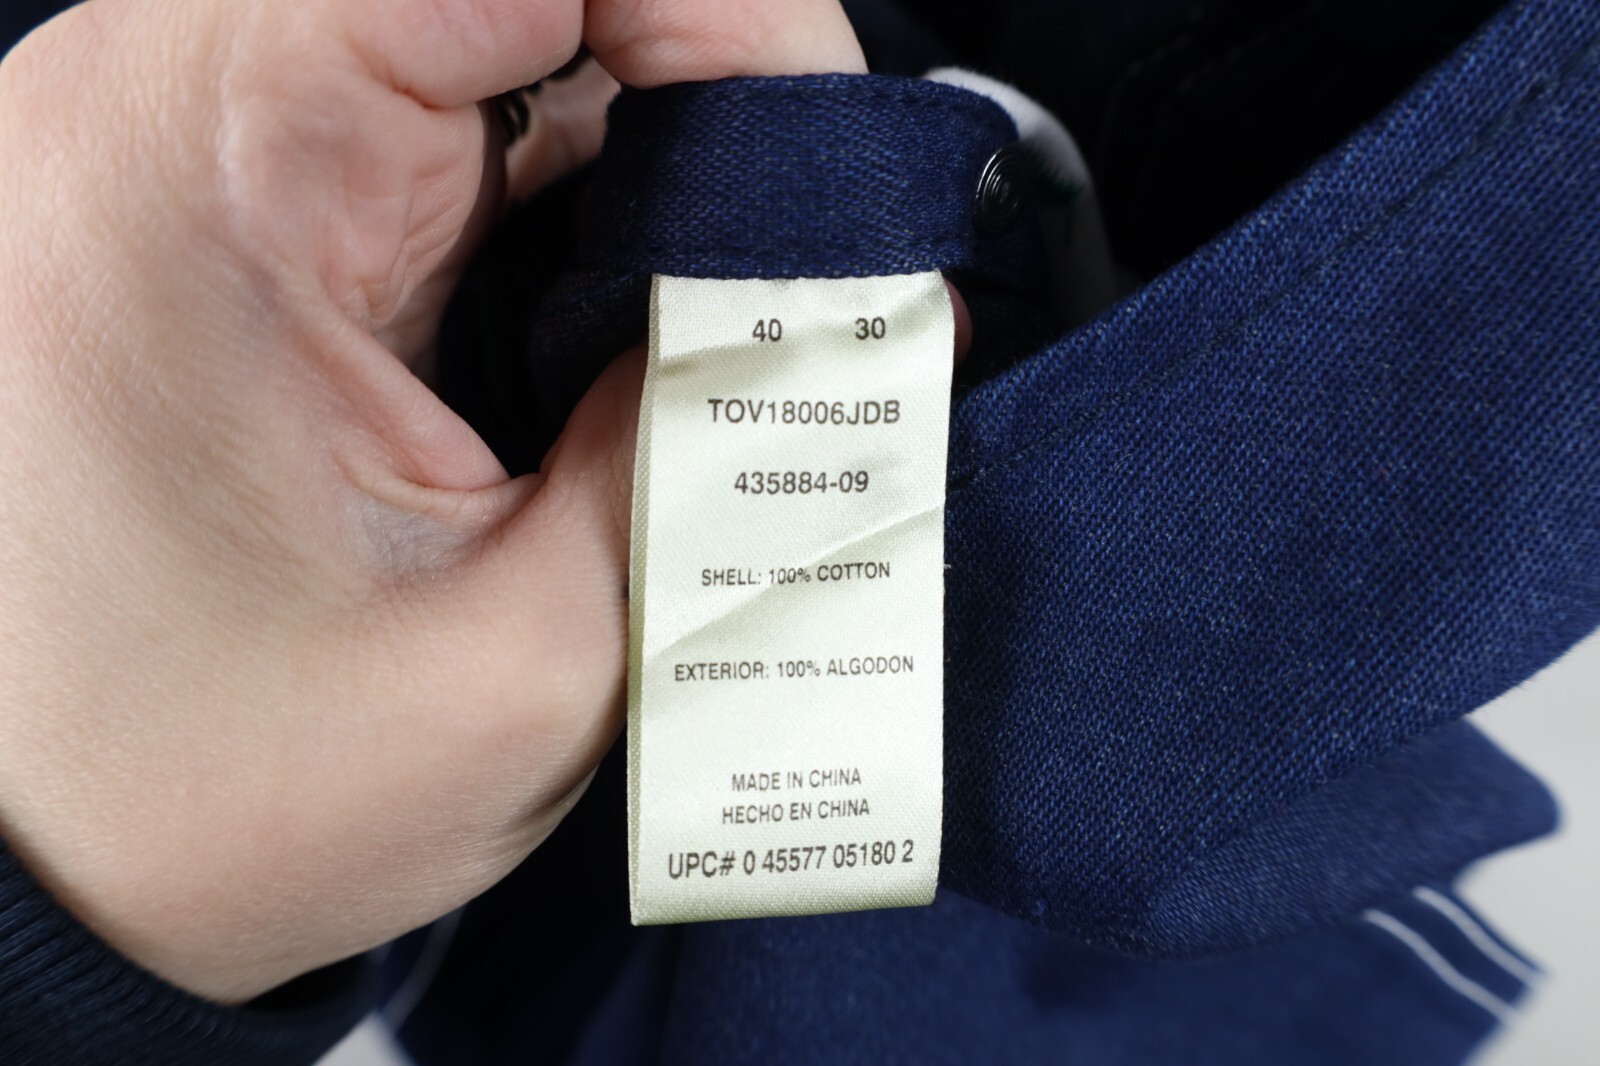 40 30
TOV18006JDB
435884-09
SHELL: 100% COTTON
EXTERIOR: 100% ALGODON
MADE IN CHINA
HECHO EN CHINA
UPC# 0 45577 05180 2